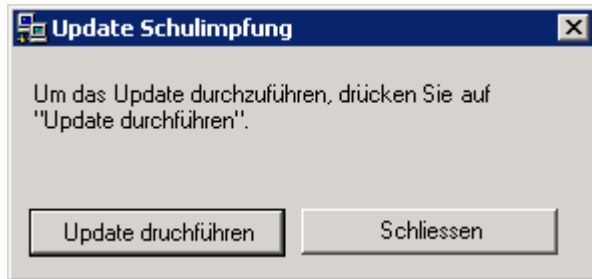 Update Schulimpfung
Um das Update durchzuführen, drücken Sie auf
"Update durchführen".
Update druchführen
Schliessen